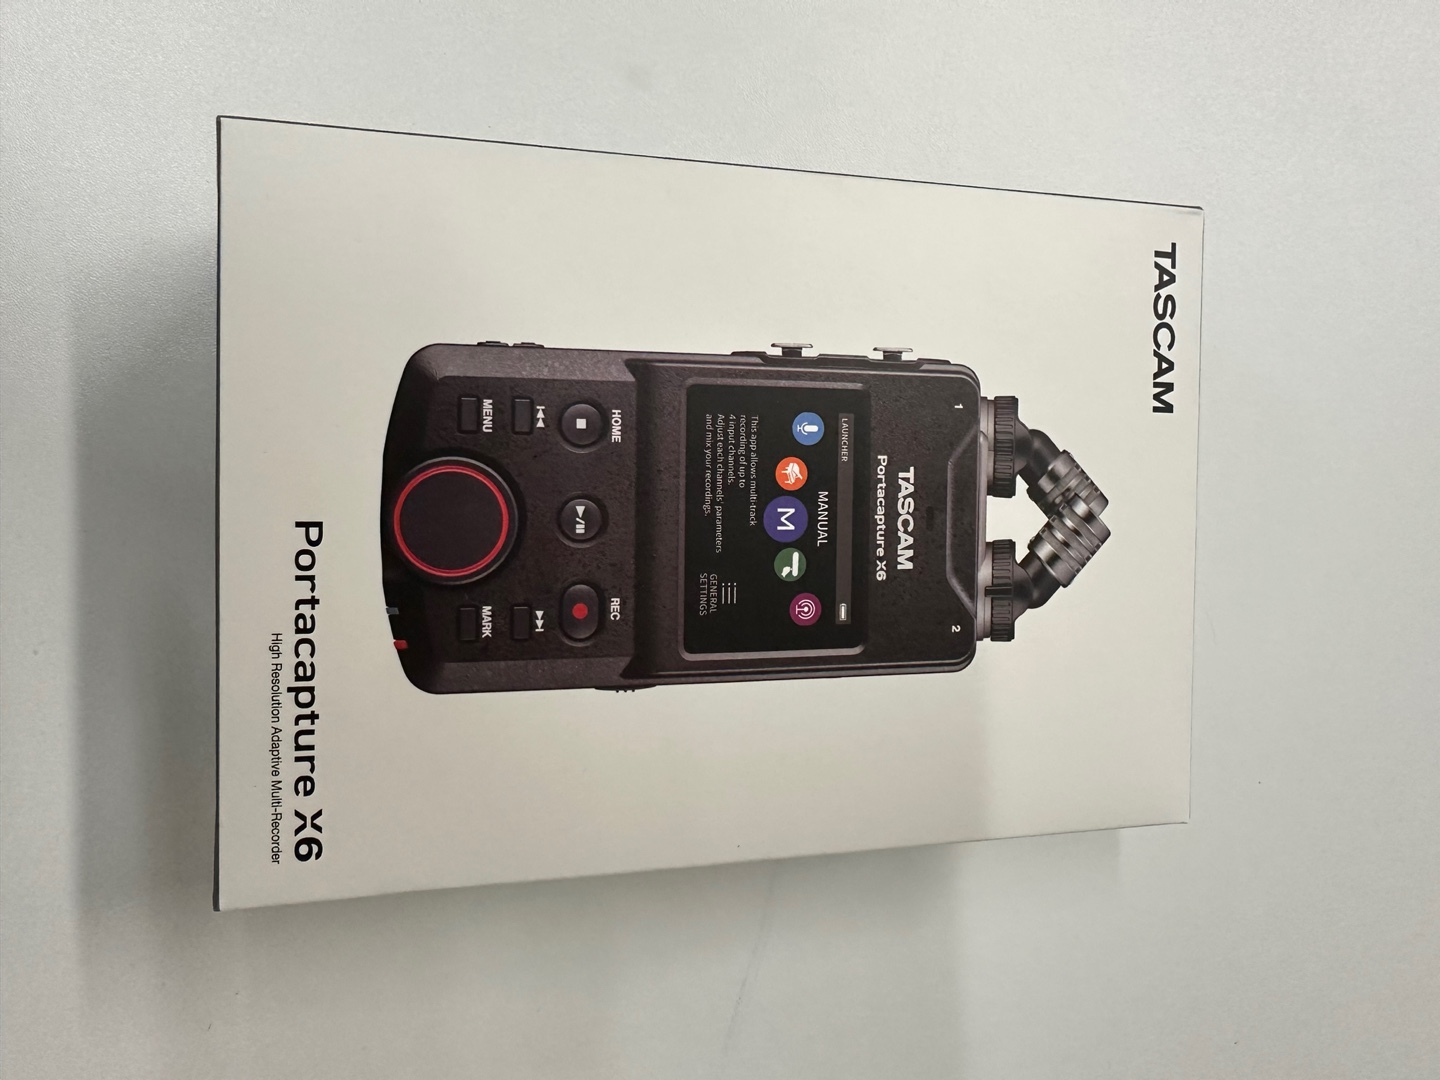 TASCAM
1
2
TASCAM
Portacapture X6
LAUNCHER
MANUAL
M
This app allows multi-track
recording of up to
4 input channels.
Adjust each channels' parameters
and mix your recordings.
GENERAL
SETTINGS
HOME
REC
MENU
MARK
Portacapture X6
High Resolution Adaptive Multi-Recorder